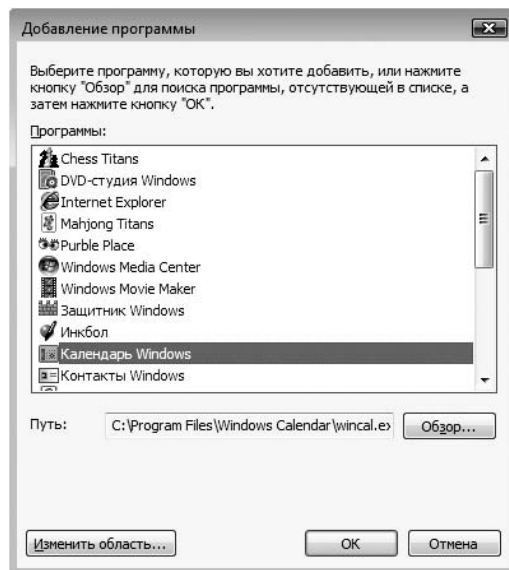 Добавление программы
Выберите программу, которую вы хотите добавить, или нажмите
кнопку "Обзор" для поиска программы, отсутствующей в списке, а
затем нажмите кнопку "ОК".
Программы:
Chess Titans
DVD-студия Windows
Internet Explorer
Mahjong Titans
Purble Place
Windows Media Center
Windows Movie Maker
Защитник Windows
Инкбол
Календарь Windows
Контакты Windows
Путь: C:\Program Files\Windows Calendar\wincal.ex Обзор...
Изменить область... ОК Отмена